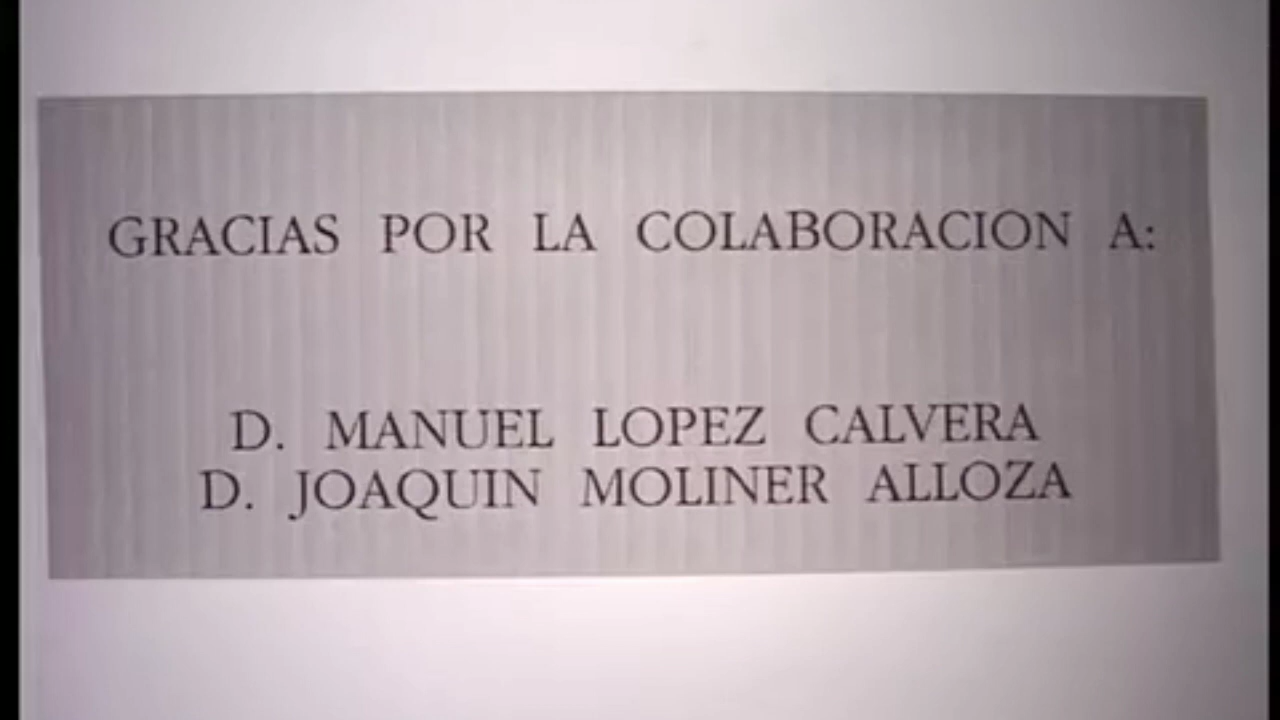 GRACIAS POR LA COLABORACION A:
D. MANUEL LOPEZ CALVERA
D. JOAQUIN MOLINER ALLOZA